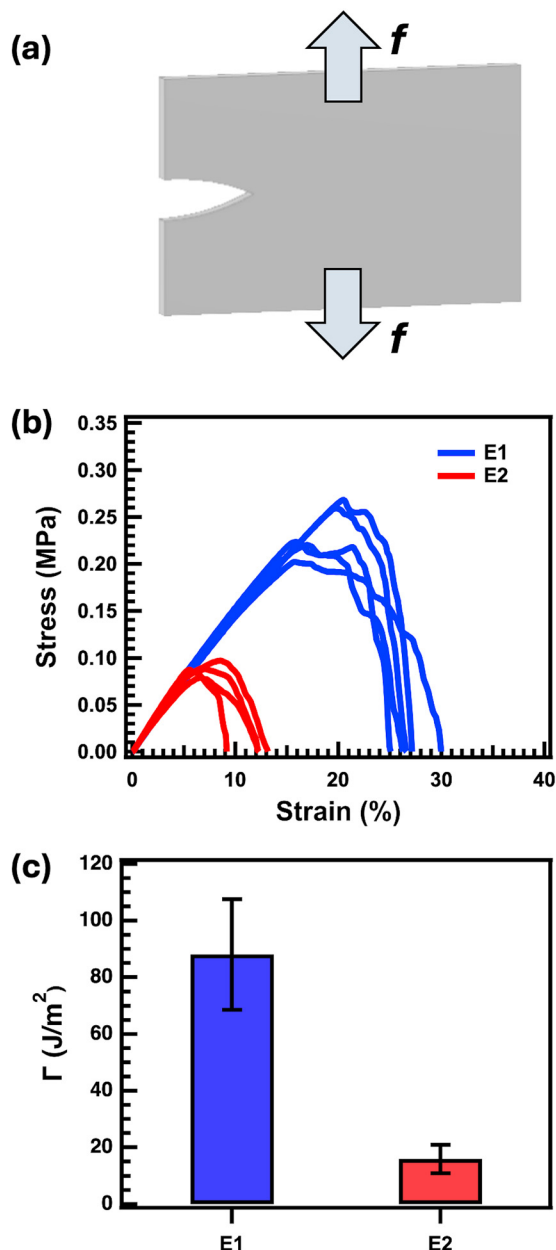 (a)
f
f
(b)
0.35
0.30
0.25
0.20
0.15
0.10
0.05
0.00
Stress (MPa)
E1
E2
0 10 20 30 40
Strain (%)
(c)
120
100
80
60
40
20
0
Γ (J/m²)
E1 E2